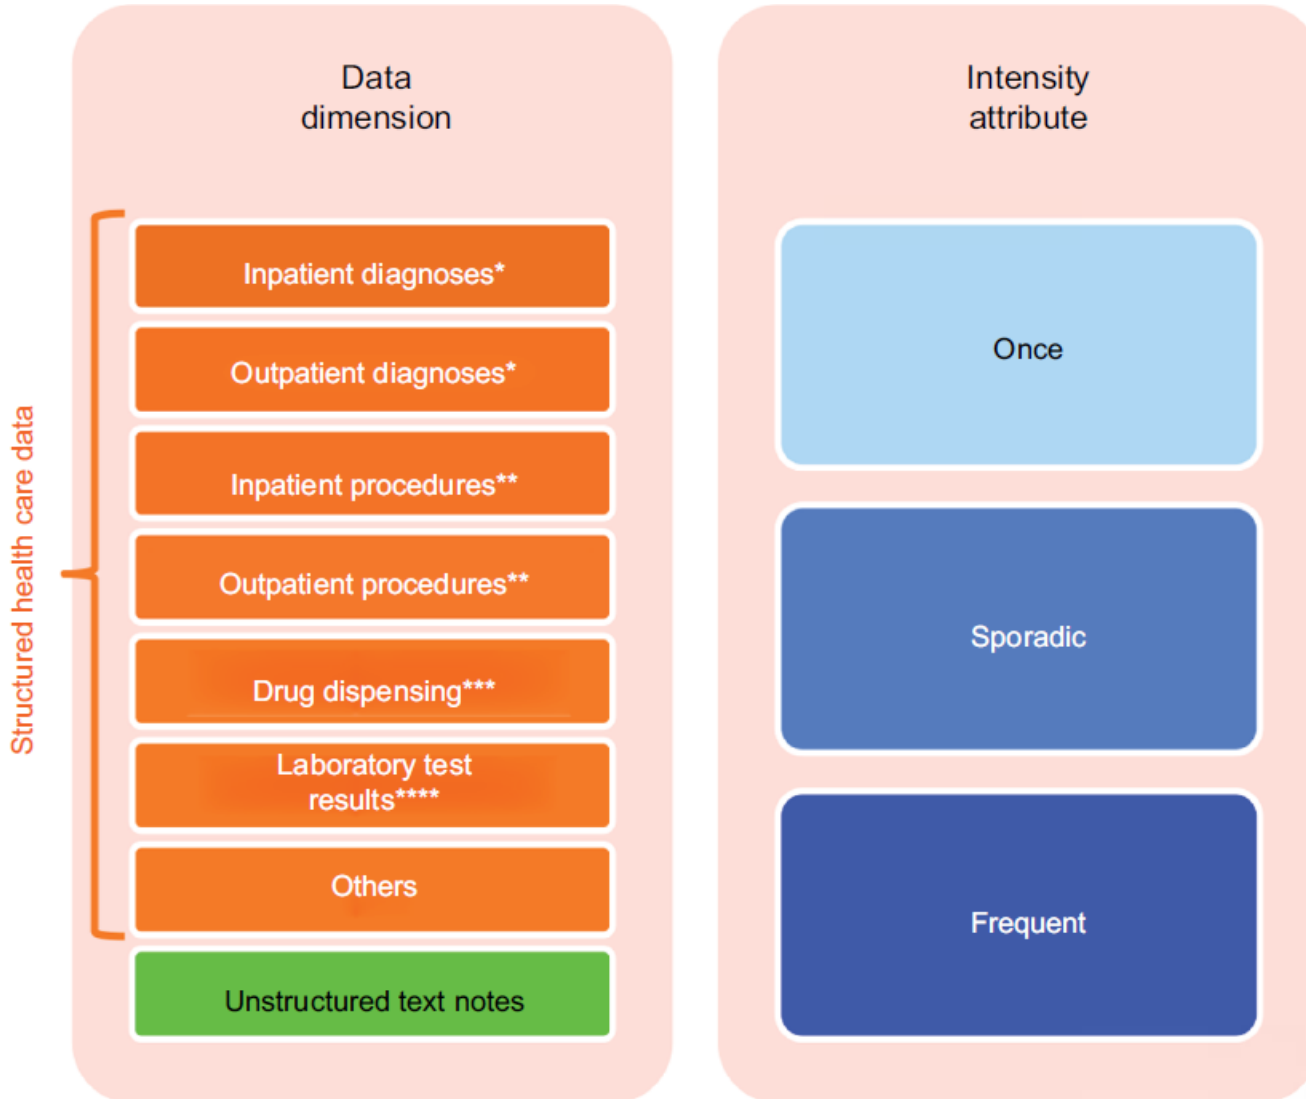 Data
dimension
Structured health care data
Inpatient diagnoses*
Outpatient diagnoses*
Inpatient procedures**
Outpatient procedures**
Drug dispensing***
Laboratory test
results****
Others
Unstructured text notes
Intensity
attribute
Once
Sporadic
Frequent